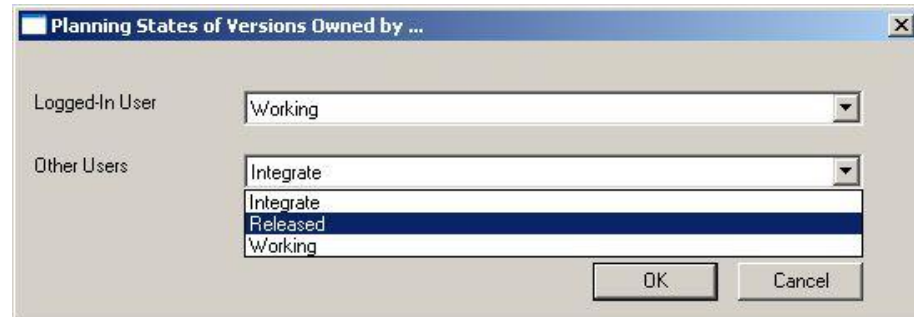 Planning States of Versions Owned by ...
Logged-In User
Working
Other Users
Integrate
Integrate
Released
Working
OK
Cancel